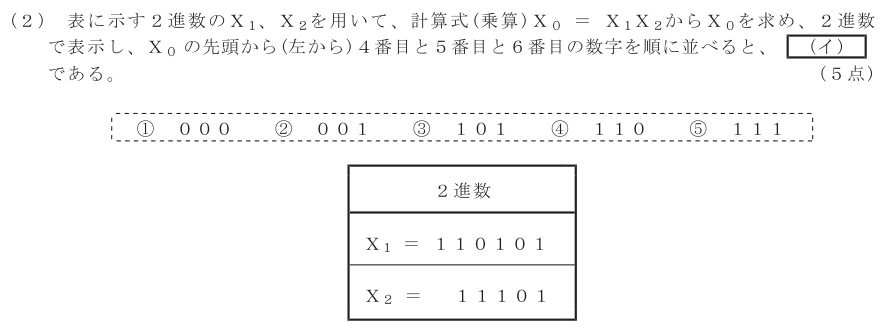 （２） 表に示す２進数のＸ₁、Ｘ₂を用いて、計算式(乗算)Ｘ₀ ＝ Ｘ₁Ｘ₂からＸ₀を求め、２進数
で表示し、Ｘ₀の先頭から(左から)４番目と５番目と６番目の数字を順に並べると、 （イ）
である。 （５点）
① ０００ ② ００１ ③ １０１ ④ １１０ ⑤ １１１
２進数
Ｘ₁ ＝ １１０１０１
Ｘ₂ ＝ １１１０１